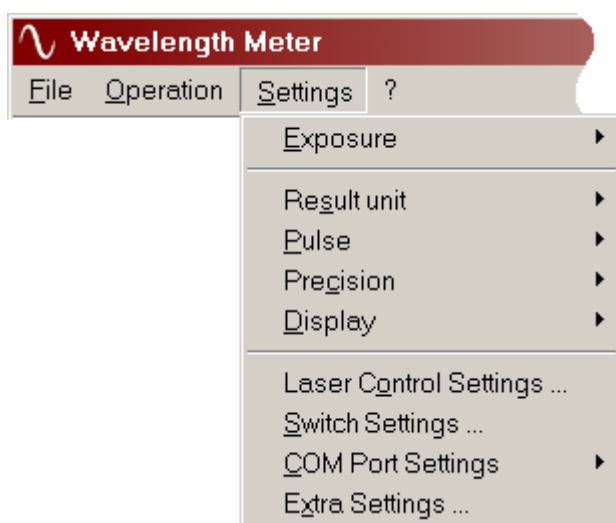 Wavelength Meter
File Operation Settings ?
Exposure
Result unit
Pulse
Precision
Display
Laser Control Settings ...
Switch Settings ...
COM Port Settings
Extra Settings ...